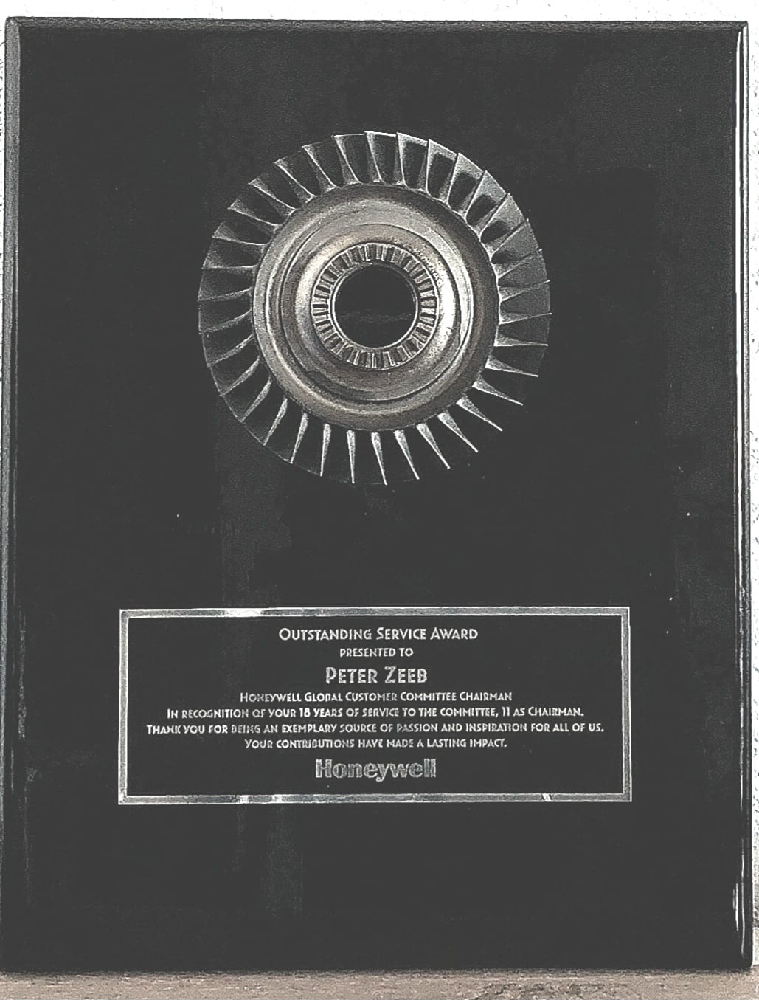 Outstanding Service Award
presented to
Peter Zeeb
Honeywell Global Customer Committee Chairman
In recognition of your 18 years of service to the committee, 11 as Chairman.
Thank you for being an exemplary source of passion and inspiration for all of us.
Your contributions have made a lasting impact.
Honeywell